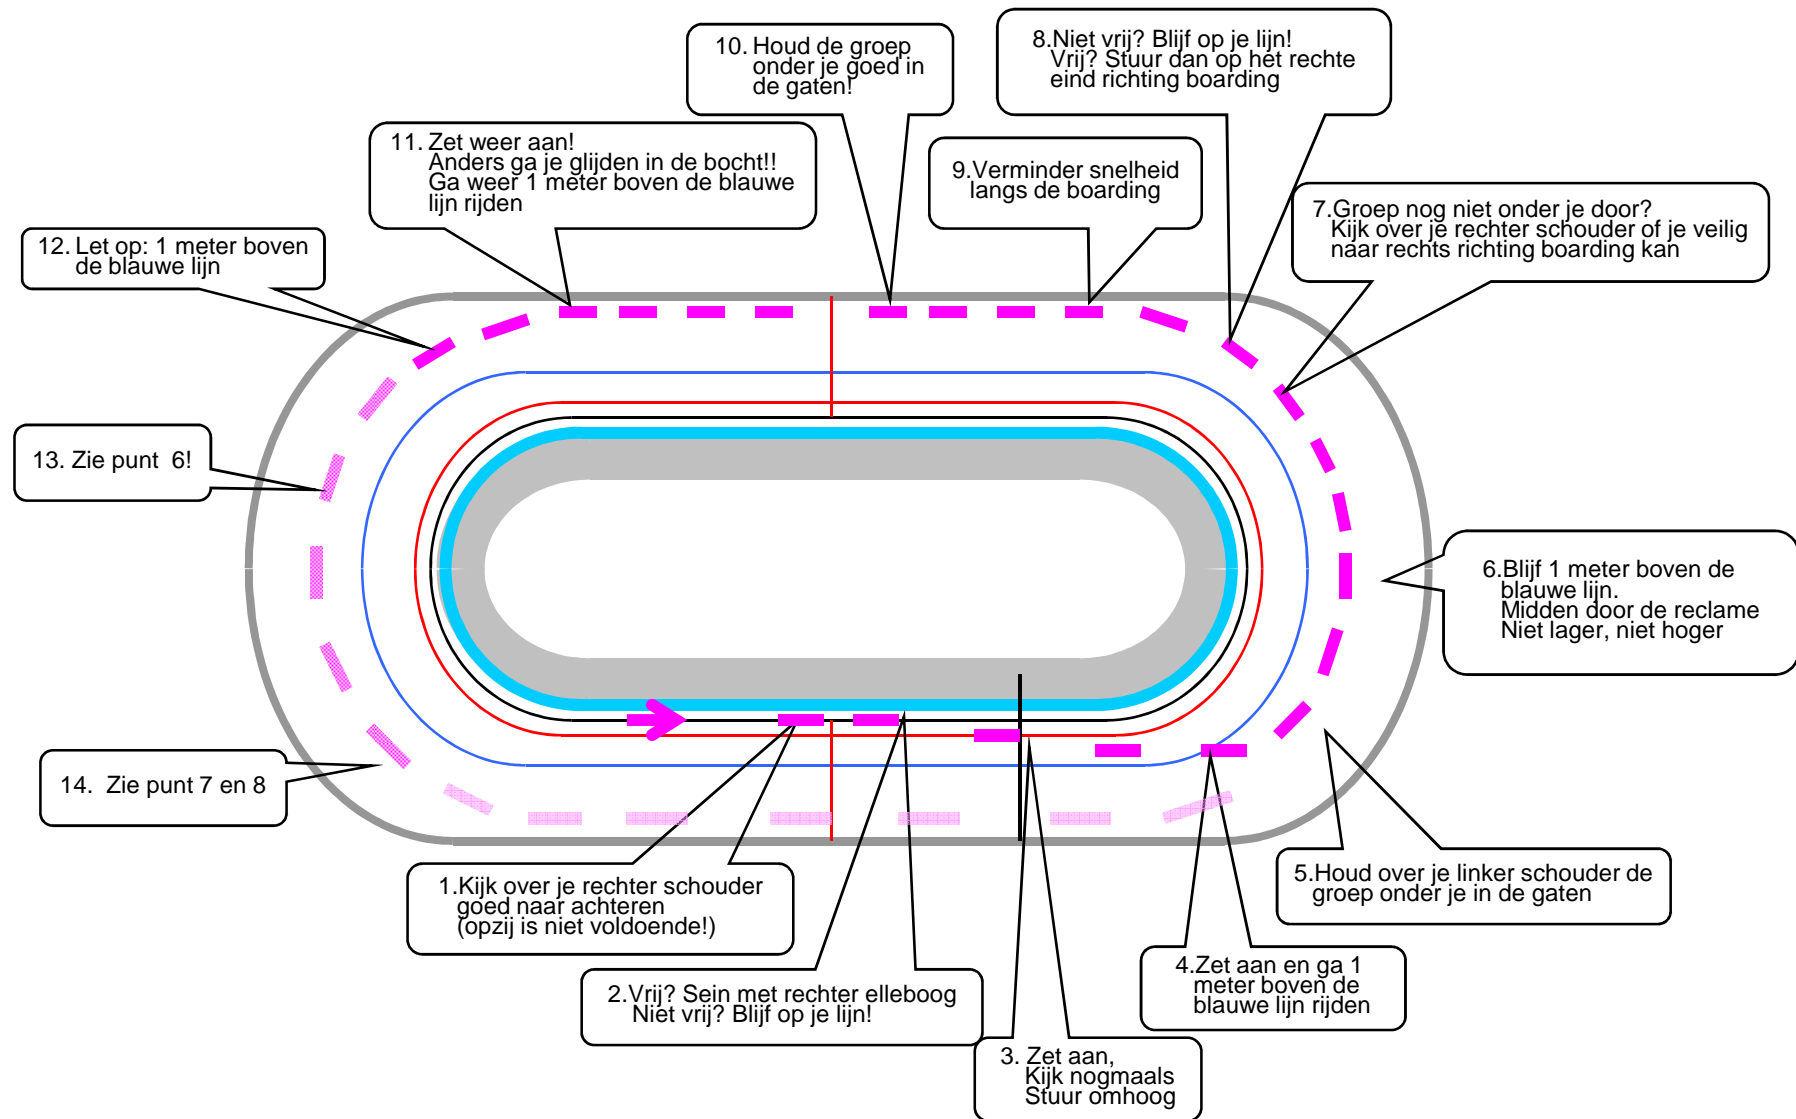 10. Houd de groep
onder je goed in
de gaten!
8.Niet vrij? Blijf op je lijn!
Vrij? Stuur dan op het rechte
eind richting boarding
11. Zet weer aan!
Anders ga je glijden in de bocht!!
Ga weer 1 meter boven de blauwe
lijn rijden
9.Verminder snelheid
langs de boarding
7.Groep nog niet onder je door?
Kijk over je rechter schouder of je veilig
naar rechts richting boarding kan
12. Let op: 1 meter boven
de blauwe lijn
13. Zie punt 6!
6.Blijf 1 meter boven de
blauwe lijn.
Midden door de reclame
Niet lager, niet hoger
14. Zie punt 7 en 8
1.Kijk over je rechter schouder
goed naar achteren
(opzij is niet voldoende!)
5.Houd over je linker schouder de
groep onder je in de gaten
2.Vrij? Sein met rechter elleboog
Niet vrij? Blijf op je lijn!
4.Zet aan en ga 1
meter boven de
blauwe lijn rijden
3. Zet aan,
Kijk nogmaals
Stuur omhoog